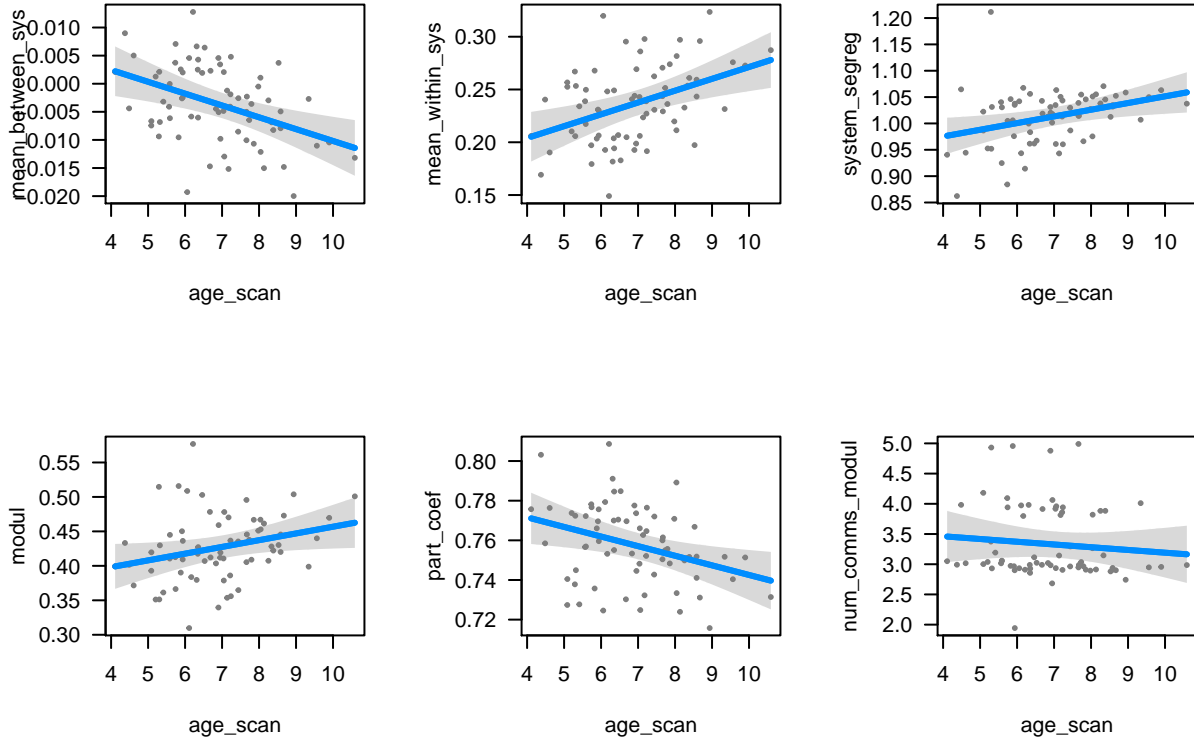 mean_between_sys
0.010
0.005
0.000
0.005
0.010
0.015
0.020
4 5 6 7 8 9 10
age_scan
mean_within_sys
0.30
0.25
0.20
0.15
4 5 6 7 8 9 10
age_scan
system_segreg
1.20
1.15
1.10
1.05
1.00
0.95
0.90
0.85
4 5 6 7 8 9 10
age_scan
modul
0.55
0.50
0.45
0.40
0.35
0.30
4 5 6 7 8 9 10
age_scan
part_coef
0.80
0.78
0.76
0.74
0.72
4 5 6 7 8 9 10
age_scan
num_comms_modul
5.0
4.5
4.0
3.5
3.0
2.5
2.0
4 5 6 7 8 9 10
age_scan